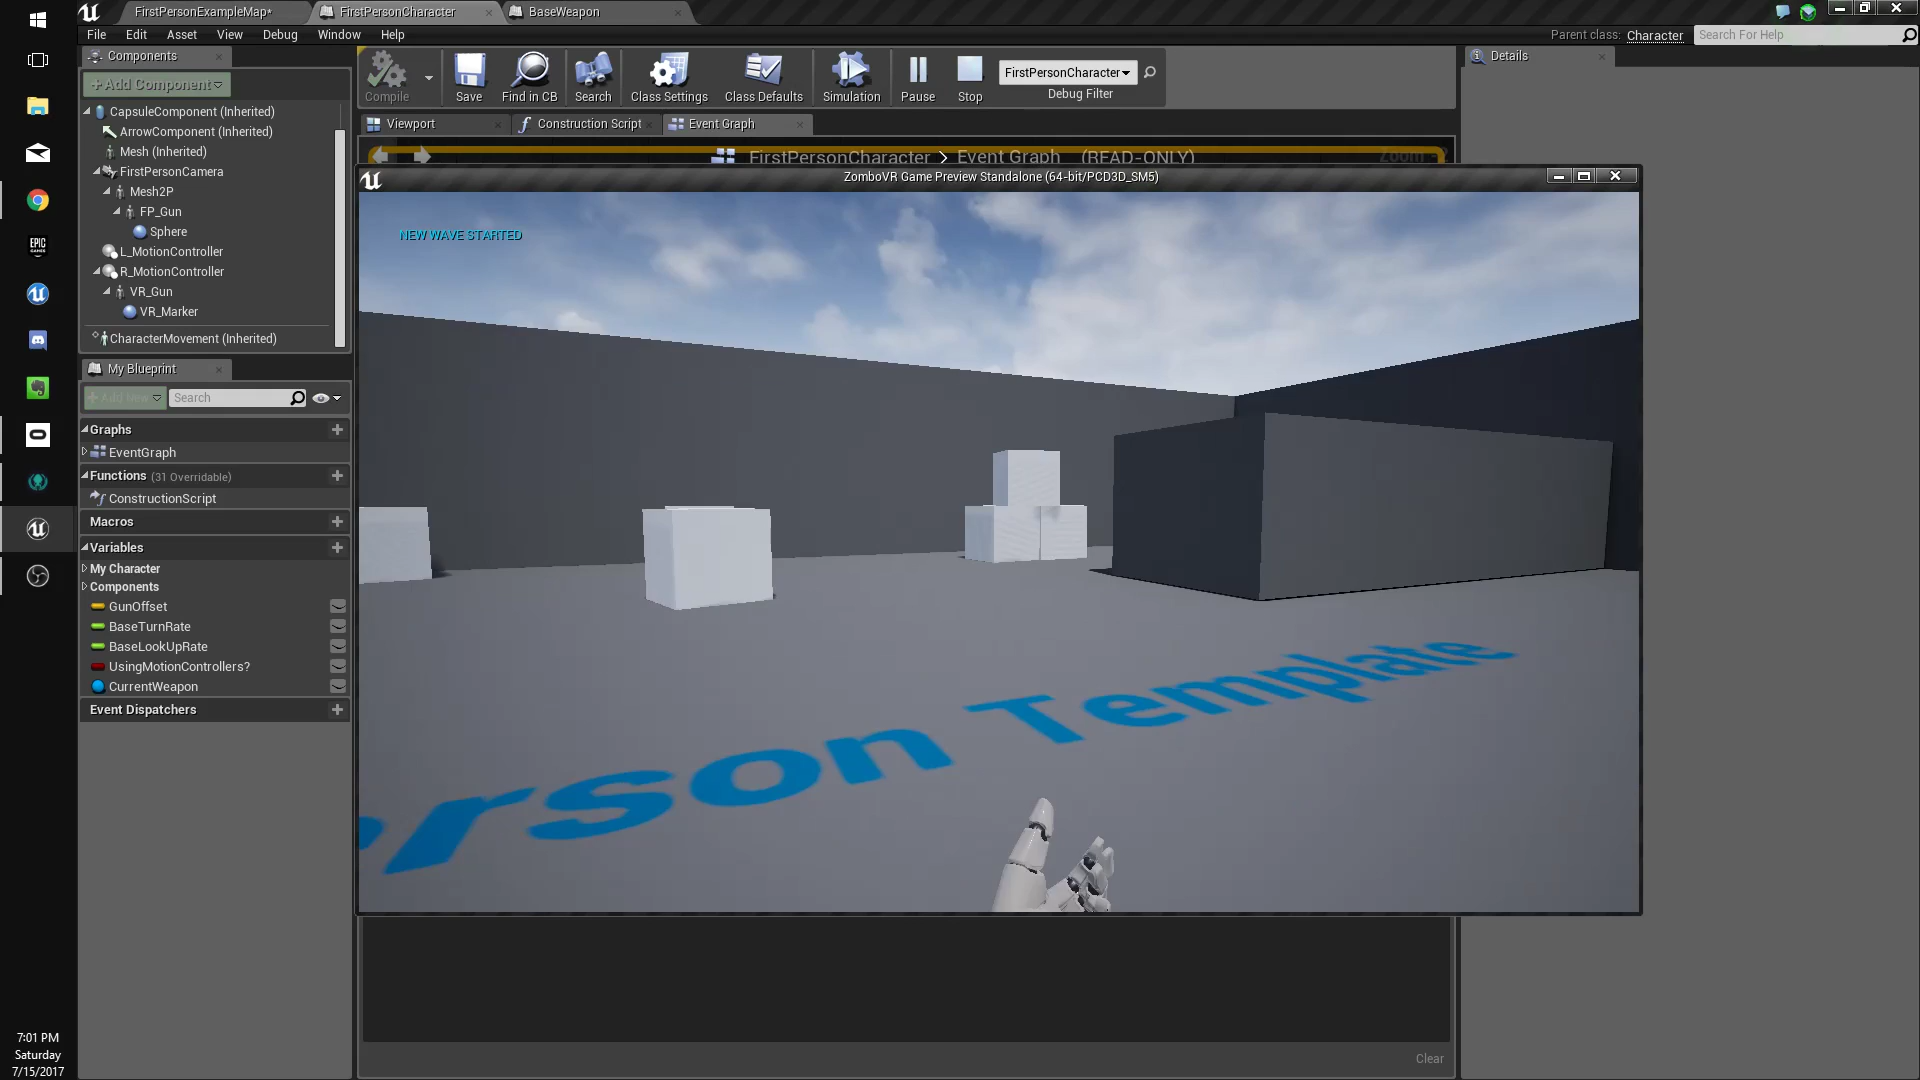 FirstPersonExampleMap*
FirstPersonCharacter
BaseWeapon
File Edit Asset View Debug Window Help
Parent class: Character
Search For Help
Components
+Add Component
CapsuleComponent (Inherited)
ArrowComponent (Inherited)
Mesh (Inherited)
FirstPersonCamera
Mesh2P
FP_Gun
Sphere
L_MotionController
R_MotionController
VR_Gun
VR_Marker
CharacterMovement (Inherited)
My Blueprint
+Add New
Search
Graphs
EventGraph
Functions (31 Overridable)
ConstructionScript
Macros
Variables
My Character
Components
GunOffset
BaseTurnRate
BaseLookUpRate
UsingMotionControllers?
CurrentWeapon
Event Dispatchers
Compile
Save
Find in CB
Search
Class Settings
Class Defaults
Simulation
Pause
Stop
FirstPersonCharacter
Debug Filter
Details
Viewport
Construction Script
Event Graph
FirstPersonCharacter > Event Graph (READ-ONLY)
Zoom -2
ZomboVR Game Preview Standalone (64-bit/PCD3D_SM5)
NEW WAVE STARTED
erson Template
Clear
EPIC
GAMES
7:01 PM
Saturday
7/15/2017